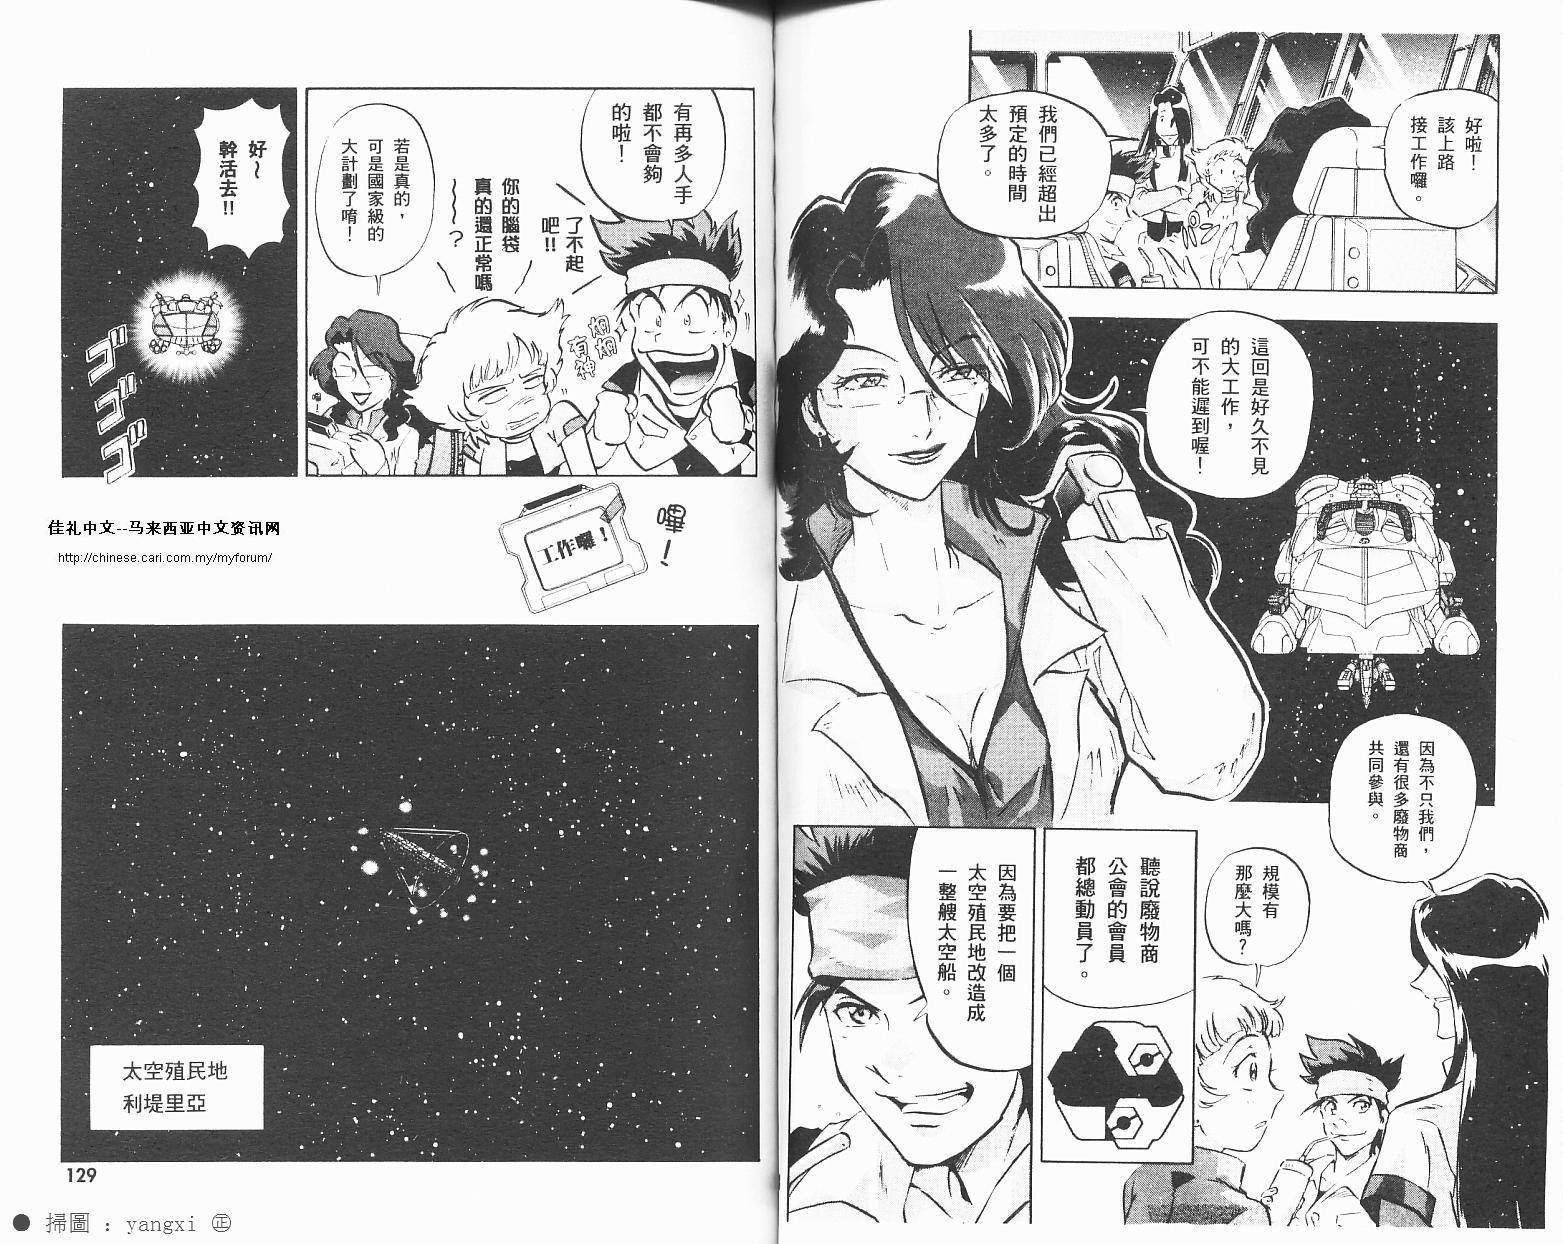 好啦！
該上路
接工作囉。
我們已經超出
預定的時間
太多了。
這回是好久不見
的大工作，
可不能遲到喔！
因為不只我們，
還有很多廢物商
共同參與。
規模有
那麼大嗎？
聽說廢物商
公會的會員
都總動員了。
因為要把一個
太空殖民地改造成
一整艘太空船。
有再多人手
都不會夠
的啦！
了不起
吧!!
炯炯
有神
你的腦袋
真的還正常嗎
～～？
若是真的，
可是國家級的
大計劃了唷！
嗶！
好～
幹活去!!
ゴゴゴ
嗶！
工作囉！
佳礼中文--马来西亚中文资讯网
http://chinese.cari.com.my/myforum/
太空殖民地
利堤里亞
129
● 掃圖 : yangxi ㊣